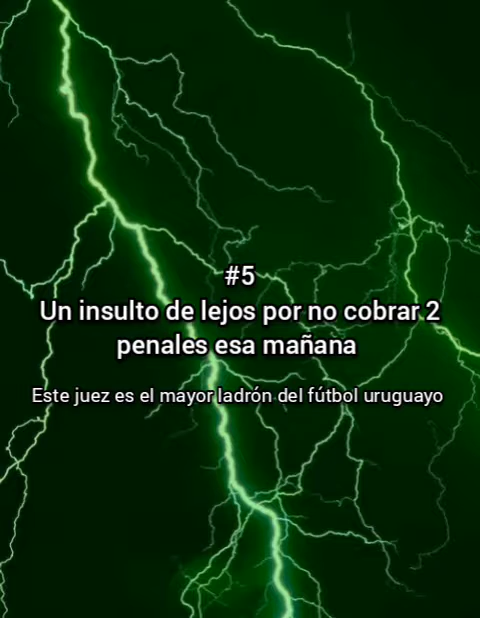 #5
Un insulto de lejos por no cobrar 2
penales esa mañana
Este juez es el mayor ladrón del fútbol uruguayo